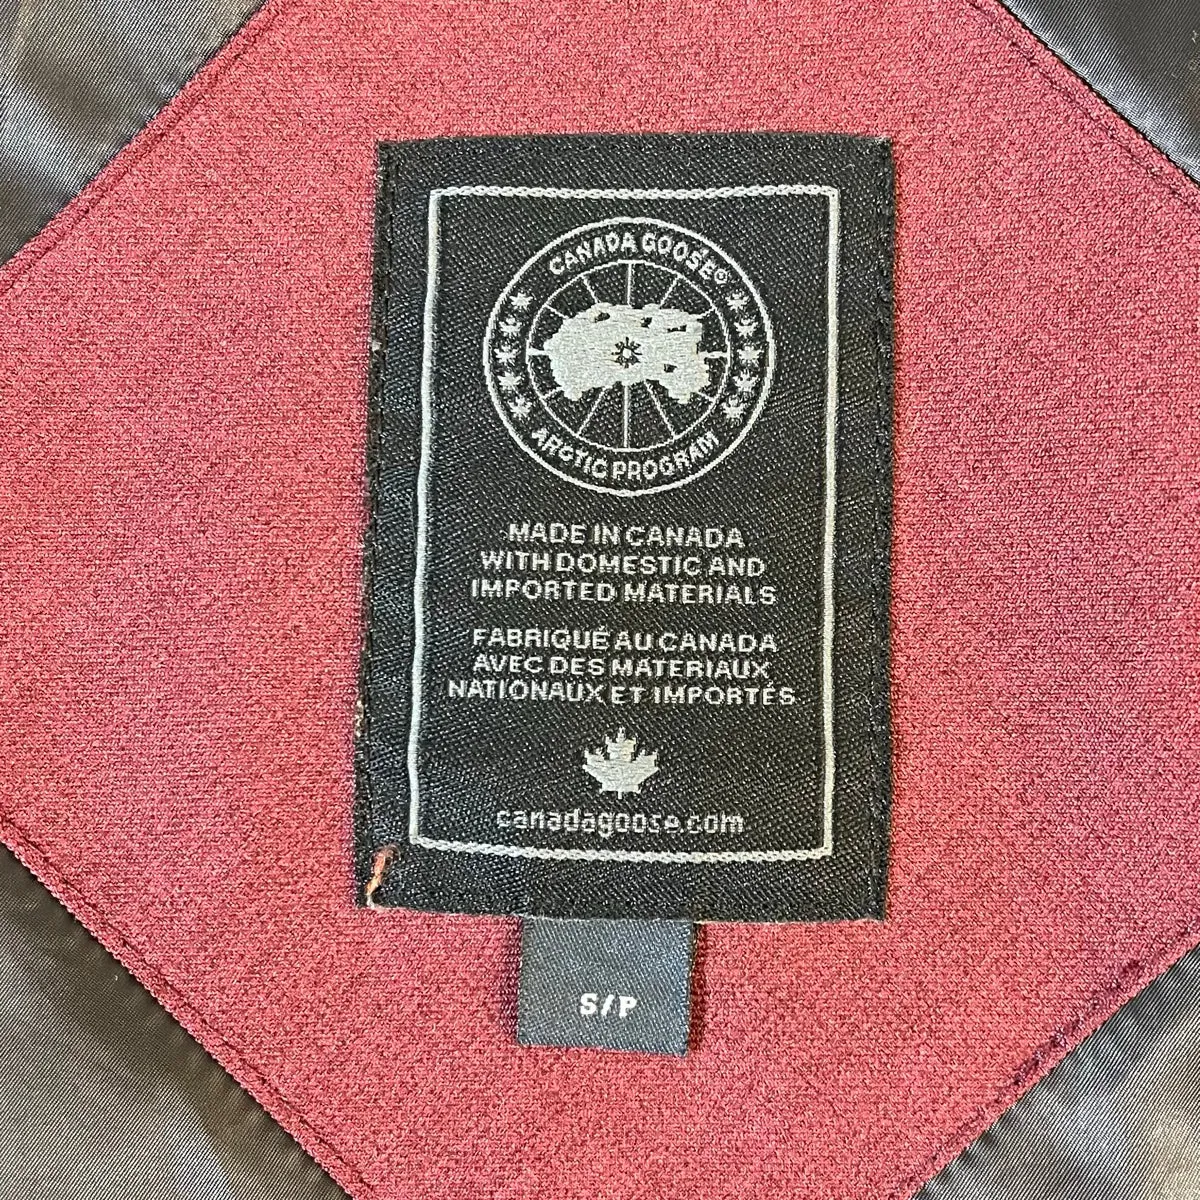 CANADA GOOSE®
ARCTIC PROGRAM
MADE IN CANADA
WITH DOMESTIC AND
IMPORTED MATERIALS
FABRIQUÉ AU CANADA
AVEC DES MATERIAUX
NATIONAUX ET IMPORTÉS
canadagoose.com
S/P